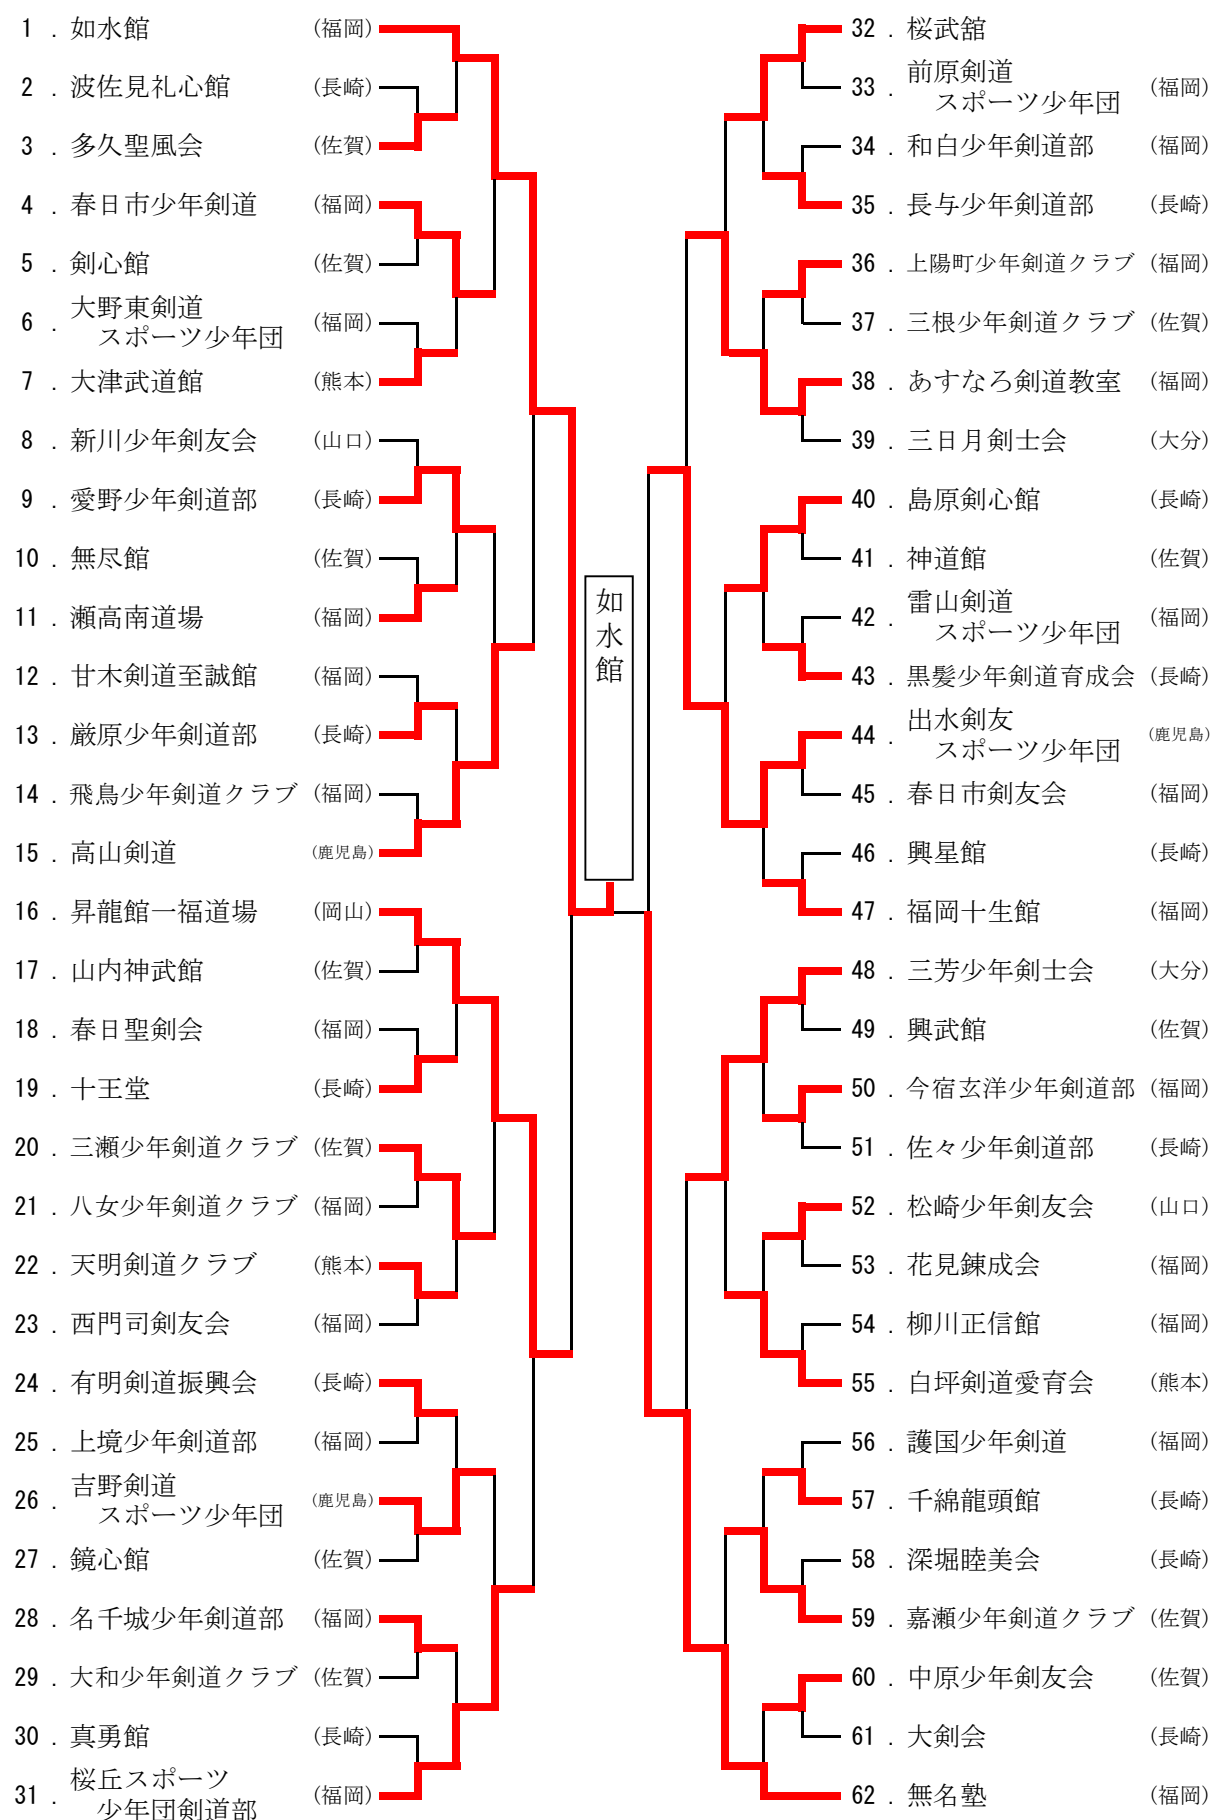 1 . 如水館 (福岡)
2 . 波佐見礼心館 (長崎)
3 . 多久聖風会 (佐賀)
4 . 春日市少年剣道 (福岡)
5 . 剣心館 (佐賀)
6 . 大野東剣道
スポーツ少年団 (福岡)
7 . 大津武道館 (熊本)
8 . 新川少年剣友会 (山口)
9 . 愛野少年剣道部 (長崎)
10 . 無尽館 (佐賀)
11 . 瀬高南道場 (福岡)
12 . 甘木剣道至誠館 (福岡)
13 . 厳原少年剣道部 (長崎)
14 . 飛鳥少年剣道クラブ (福岡)
15 . 高山剣道 (鹿児島)
16 . 昇龍館一福道場 (岡山)
17 . 山内神武館 (佐賀)
18 . 春日聖剣会 (福岡)
19 . 十王堂 (長崎)
20 . 三瀬少年剣道クラブ (佐賀)
21 . 八女少年剣道クラブ (福岡)
22 . 天明剣道クラブ (熊本)
23 . 西門司剣友会 (福岡)
24 . 有明剣道振興会 (長崎)
25 . 上境少年剣道部 (福岡)
26 . 吉野剣道
スポーツ少年団 (鹿児島)
27 . 鏡心館 (佐賀)
28 . 名千城少年剣道部 (福岡)
29 . 大和少年剣道クラブ (佐賀)
30 . 真勇館 (長崎)
31 . 桜丘スポーツ
少年団剣道部 (福岡)
如水館
32 . 桜武舘
33 . 前原剣道
スポーツ少年団 (福岡)
34 . 和白少年剣道部 (福岡)
35 . 長与少年剣道部 (長崎)
36 . 上陽町少年剣道クラブ (福岡)
37 . 三根少年剣道クラブ (佐賀)
38 . あすなろ剣道教室 (福岡)
39 . 三日月剣士会 (大分)
40 . 島原剣心館 (長崎)
41 . 神道館 (佐賀)
42 . 雷山剣道
スポーツ少年団 (福岡)
43 . 黒髪少年剣道育成会 (長崎)
44 . 出水剣友
スポーツ少年団 (鹿児島)
45 . 春日市剣友会 (福岡)
46 . 興星館 (長崎)
47 . 福岡十生館 (福岡)
48 . 三芳少年剣士会 (大分)
49 . 興武館 (佐賀)
50 . 今宿玄洋少年剣道部 (福岡)
51 . 佐々少年剣道部 (長崎)
52 . 松崎少年剣友会 (山口)
53 . 花見錬成会 (福岡)
54 . 柳川正信館 (福岡)
55 . 白坪剣道愛育会 (熊本)
56 . 護国少年剣道 (福岡)
57 . 千綿龍頭館 (長崎)
58 . 深堀睦美会 (長崎)
59 . 嘉瀬少年剣道クラブ (佐賀)
60 . 中原少年剣友会 (佐賀)
61 . 大剣会 (長崎)
62 . 無名塾 (福岡)